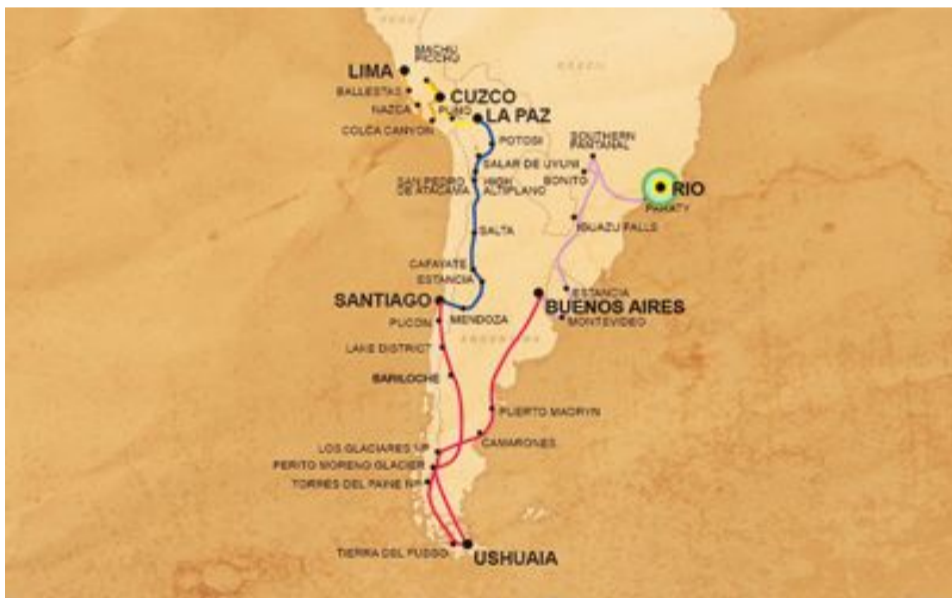 MACHU
PICCHU
LIMA
BALLESTAS
CUZCO
NAZCA
PUNO
LA PAZ
COLCA CANYON
POTOSI
SOUTHERN
PANTANAL
SALAR DE UYUNI
BONITO
SAN PEDRO
DE ATACAMA
HIGH
ALTIPLANO
RIO
PARATY
IGUAZU FALLS
SALTA
CAFAYATE
ESTANCIA
ESTANCIA
SANTIAGO
BUENOS AIRES
MENDOZA
MONTEVIDEO
PUCON
LAKE DISTRICT
BARILOCHE
PUERTO MADRYN
CAMARONES
LOS GLACIARES NP
PERITO MORENO GLACIER
TORRES DEL PAINE NP
TIERRA DEL FUEGO
USHUAIA